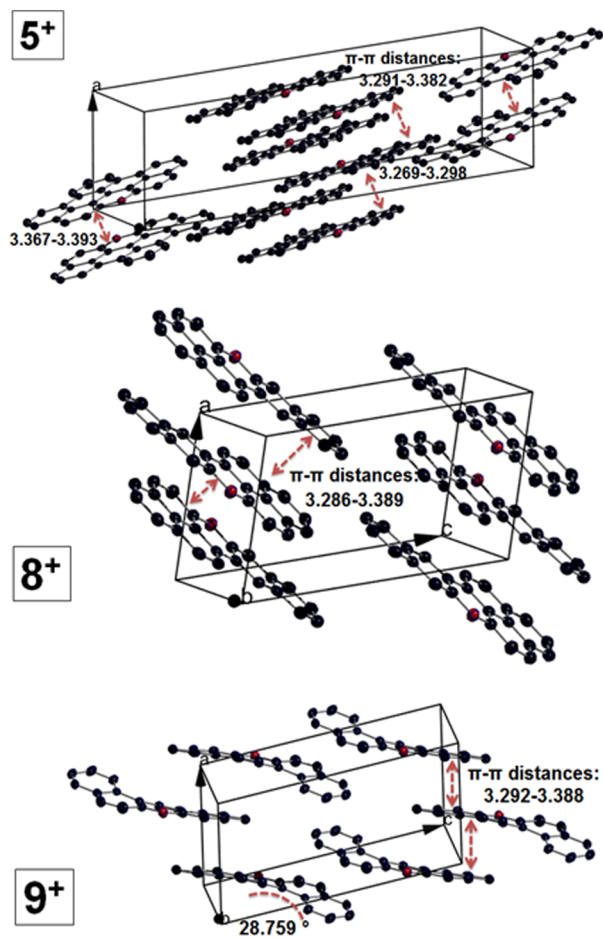 5+
a
π-π distances:
3.291-3.382
3.269-3.298
3.367-3.393
a
π-π distances:
3.286-3.389
c
8+
b
a
π-π distances:
3.292-3.388
c
9+
b
28.759 °